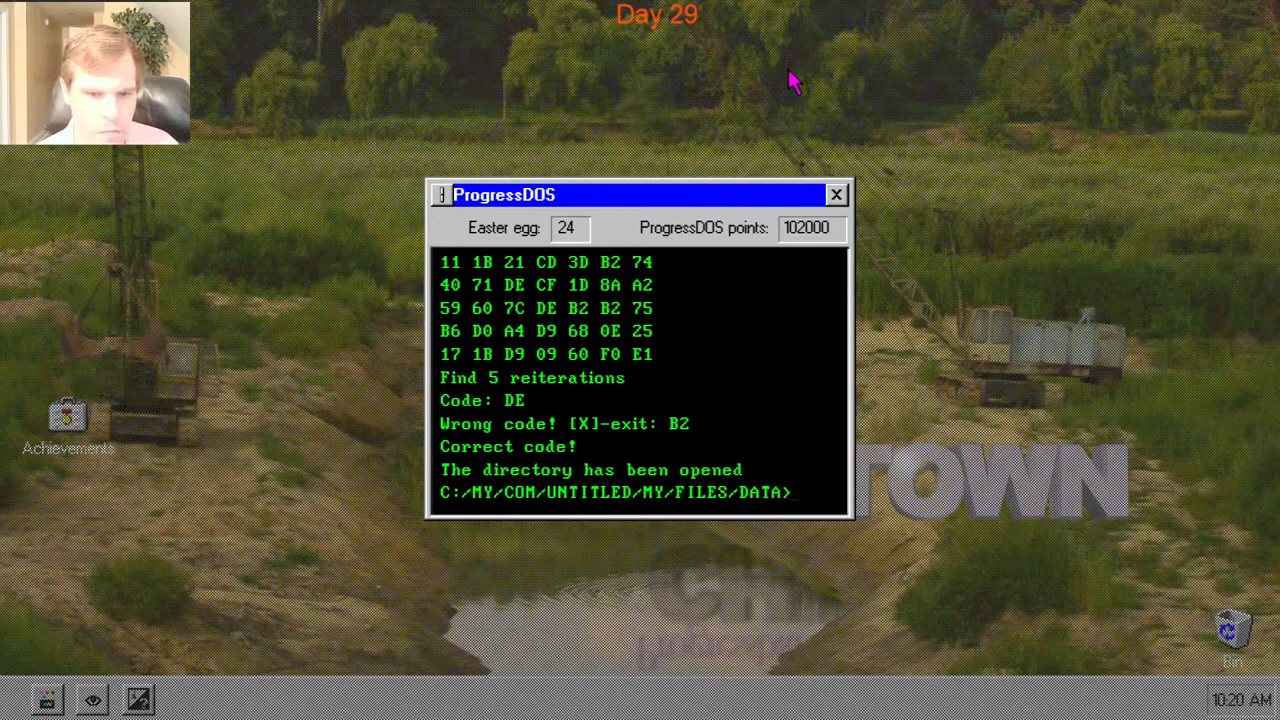 Day 29
ProgressDOS
Easter egg: 24 ProgressDOS points: 102000
11 1B 21 CD 3D B2 74
40 71 DE CF 1D 8A A2
59 60 7C DE B2 B2 75
B6 D0 A4 D9 68 0E 25
17 1B D9 09 60 F0 E1
Find 5 reiterations
Code: DE
Wrong code! [X]-exit: B2
Correct code!
The directory has been opened
C:/MY/COM/UNTITLED/MY/FILES/DATA>
Achievements
TOWN
Bin
10:20 AM